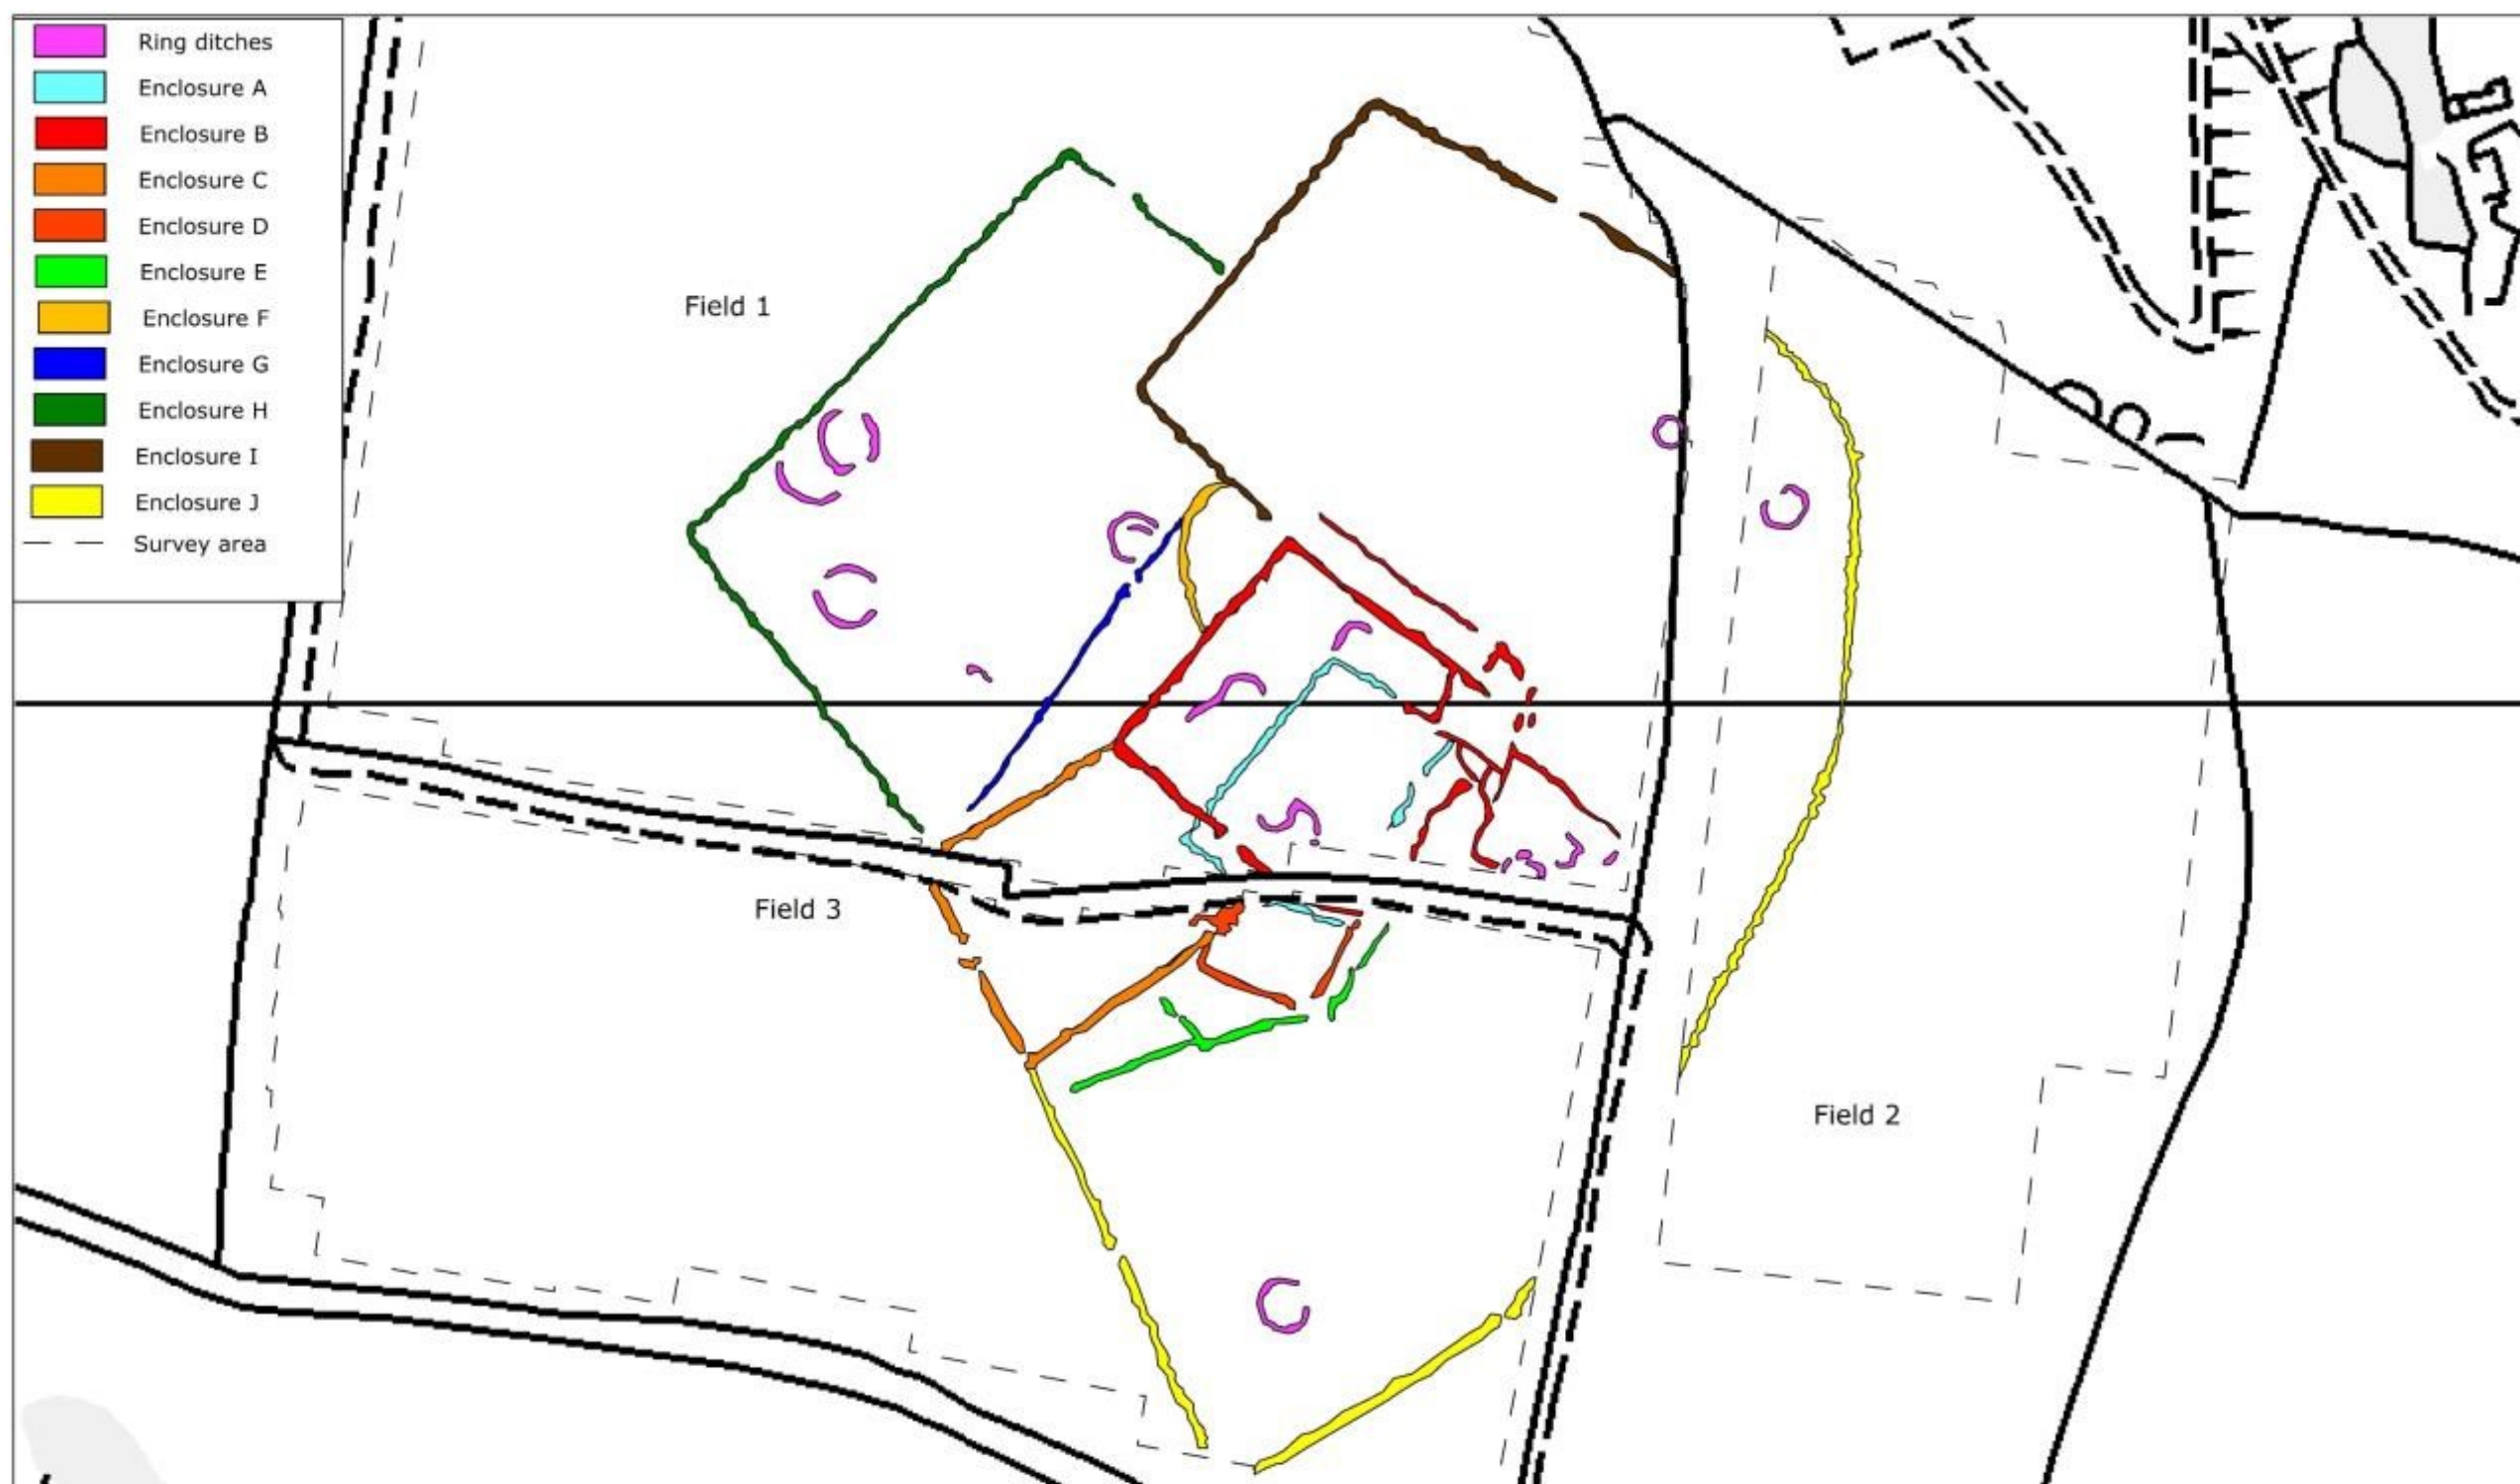 Ring ditches
Enclosure A
Enclosure B
Enclosure C
Enclosure D
Enclosure E
Enclosure F
Enclosure G
Enclosure H
Enclosure I
Enclosure J
Survey area
Field 1
Field 3
Field 2